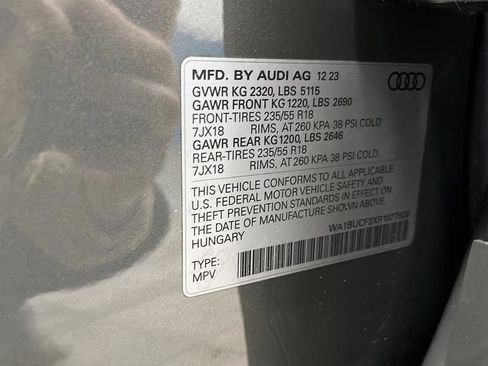 MFD. BY AUDI AG 12 23
GVWR KG 2320, LBS 5115
GAWR FRONT KG 1220, LBS 2690
FRONT-TIRES 235/55 R18
7JX18 RIMS, AT 260 KPA 38 PSI COLD
GAWR REAR KG1200, LBS 2646
REAR-TIRES 235/55 R18
7JX18 RIMS, AT 260 KPA 38 PSI COLD
THIS VEHICLE CONFORMS TO ALL APPLICABLE
U.S. FEDERAL MOTOR VEHICLE SAFETY AND
THEFT PREVENTION STANDARDS IN EFFECT ON
THE DATE OF MANUFACTURE SHOWN ABOVE.
HUNGARY
TYPE:
MPV